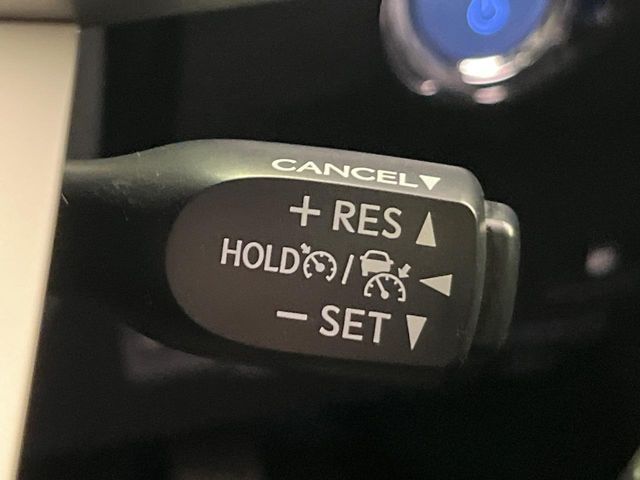 CANCEL▼
+ RES ▲
HOLD / ◀
− SET ▼